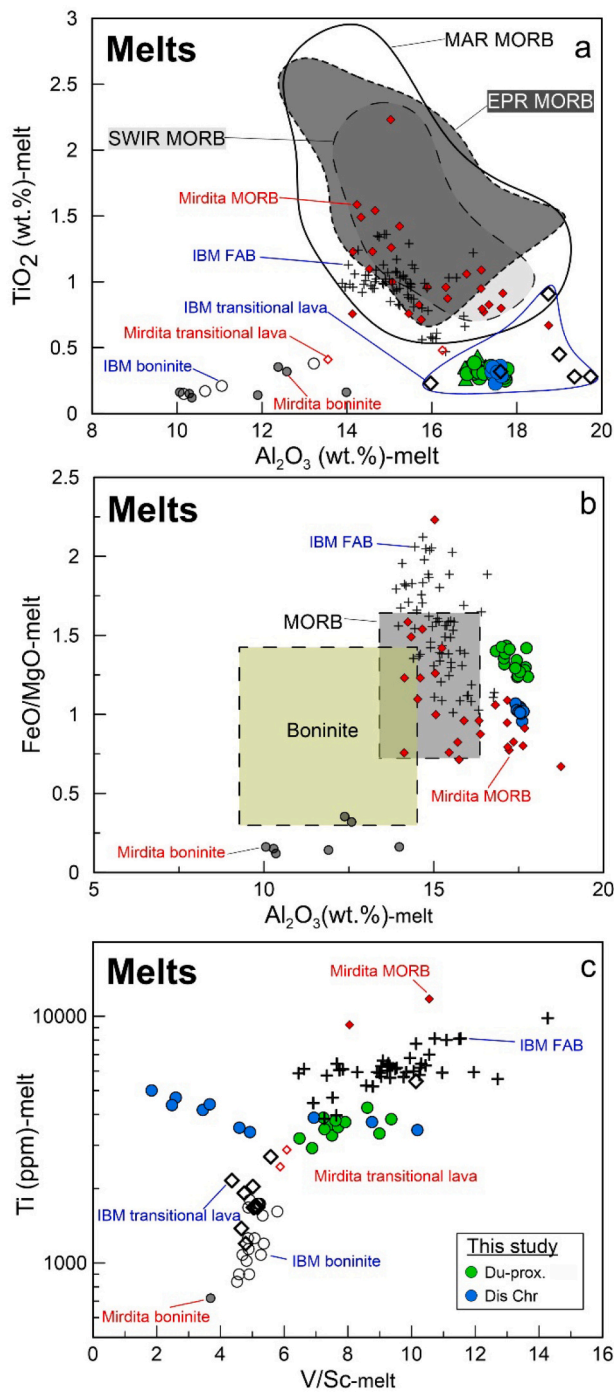 Melts
a
MAR MORB
EPR MORB
SWIR MORB
Mirdita MORB
IBM FAB
IBM transitional lava
Mirdita transitional lava
IBM boninite
Mirdita boninite
TiO2 (wt.%)-melt
3
2.5
2
1.5
1
0.5
0
8 10 12 14 16 18 20
Al2O3 (wt.%)-melt
Melts
b
IBM FAB
MORB
Boninite
Mirdita MORB
Mirdita boninite
FeO/MgO-melt
2.5
2
1.5
1
0.5
0
5 10 15 20
Al2O3(wt.%)-melt
Melts
c
Mirdita MORB
IBM FAB
Mirdita transitional lava
IBM transitional lava
IBM boninite
Mirdita boninite
This study
Du-prox.
Dis Chr
Ti (ppm)-melt
10000
1000
0 2 4 6 8 10 12 14 16
V/Sc-melt